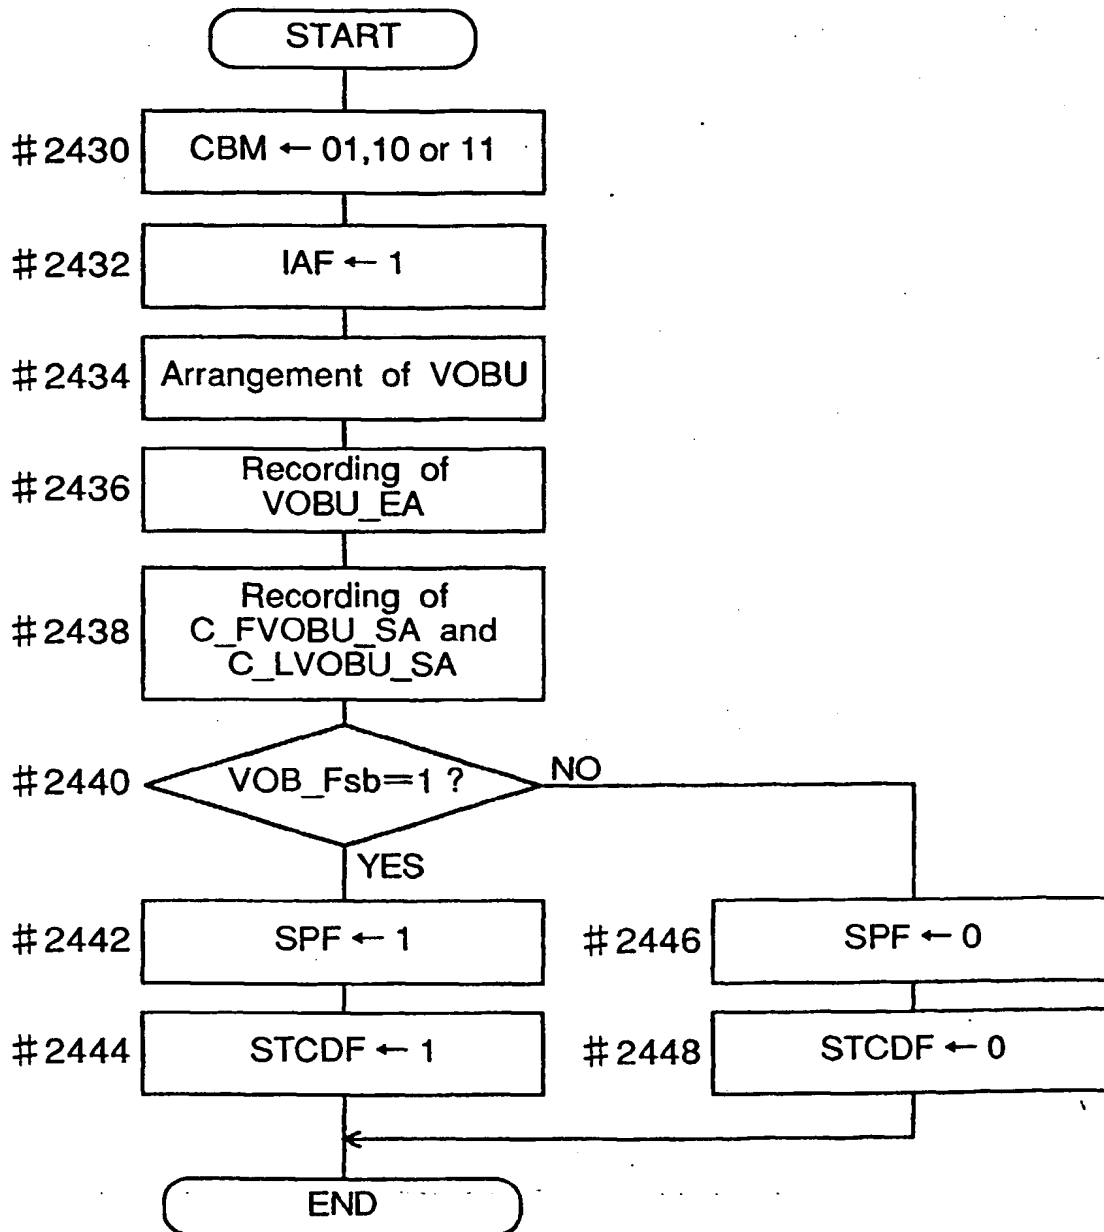 START
#2430
CBM ← 01,10 or 11
#2432
IAF ← 1
#2434
Arrangement of VOBU
#2436
Recording of
VOBU_EA
#2438
Recording of
C_FVOBU_SA and
C_LVOBU_SA
#2440
VOB_Fsb=1 ?
NO
YES
#2442
SPF ← 1
#2446
SPF ← 0
#2444
STCDF ← 1
#2448
STCDF ← 0
END